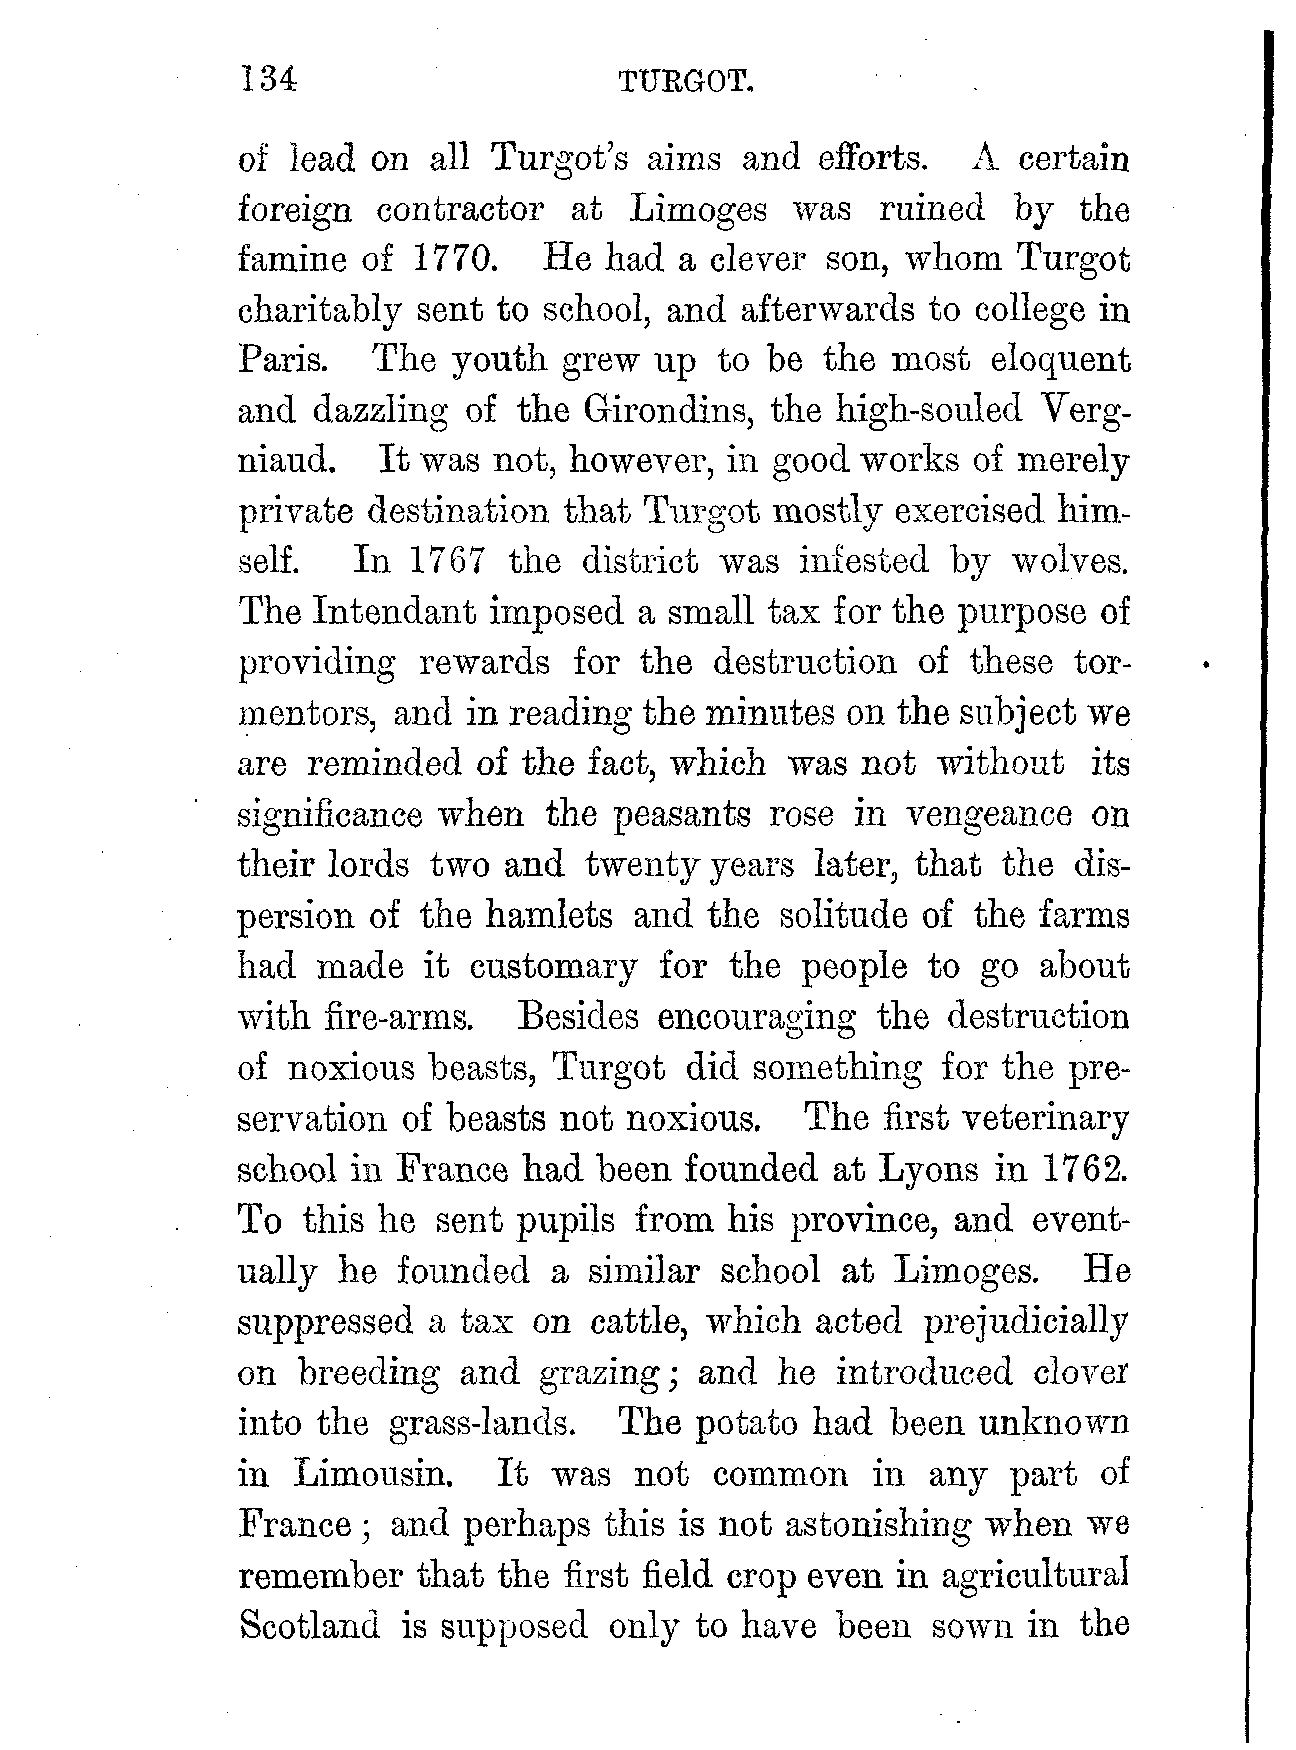 134 TURGOT.
of lead on all Turgot's aims and efforts. A certain
foreign contractor at Limoges was ruined by the
famine of 1770. He had a clever son, whom Turgot
charitably sent to school, and afterwards to college in
Paris. The youth grew up to be the most eloquent
and dazzling of the Girondins, the high-souled Verg-
niaud. It was not, however, in good works of merely
private destination that Turgot mostly exercised him-
self. In 1767 the district was infested by wolves.
The Intendant imposed a small tax for the purpose of
providing rewards for the destruction of these tor-
mentors, and in reading the minutes on the subject we
are reminded of the fact, which was not without its
significance when the peasants rose in vengeance on
their lords two and twenty years later, that the dis-
persion of the hamlets and the solitude of the farms
had made it customary for the people to go about
with fire-arms. Besides encouraging the destruction
of noxious beasts, Turgot did something for the pre-
servation of beasts not noxious. The first veterinary
school in France had been founded at Lyons in 1762.
To this he sent pupils from his province, and event-
ually he founded a similar school at Limoges. He
suppressed a tax on cattle, which acted prejudicially
on breeding and grazing; and he introduced clover
into the grass-lands. The potato had been unknown
in Limousin. It was not common in any part of
France; and perhaps this is not astonishing when we
remember that the first field crop even in agricultural
Scotland is supposed only to have been sown in the